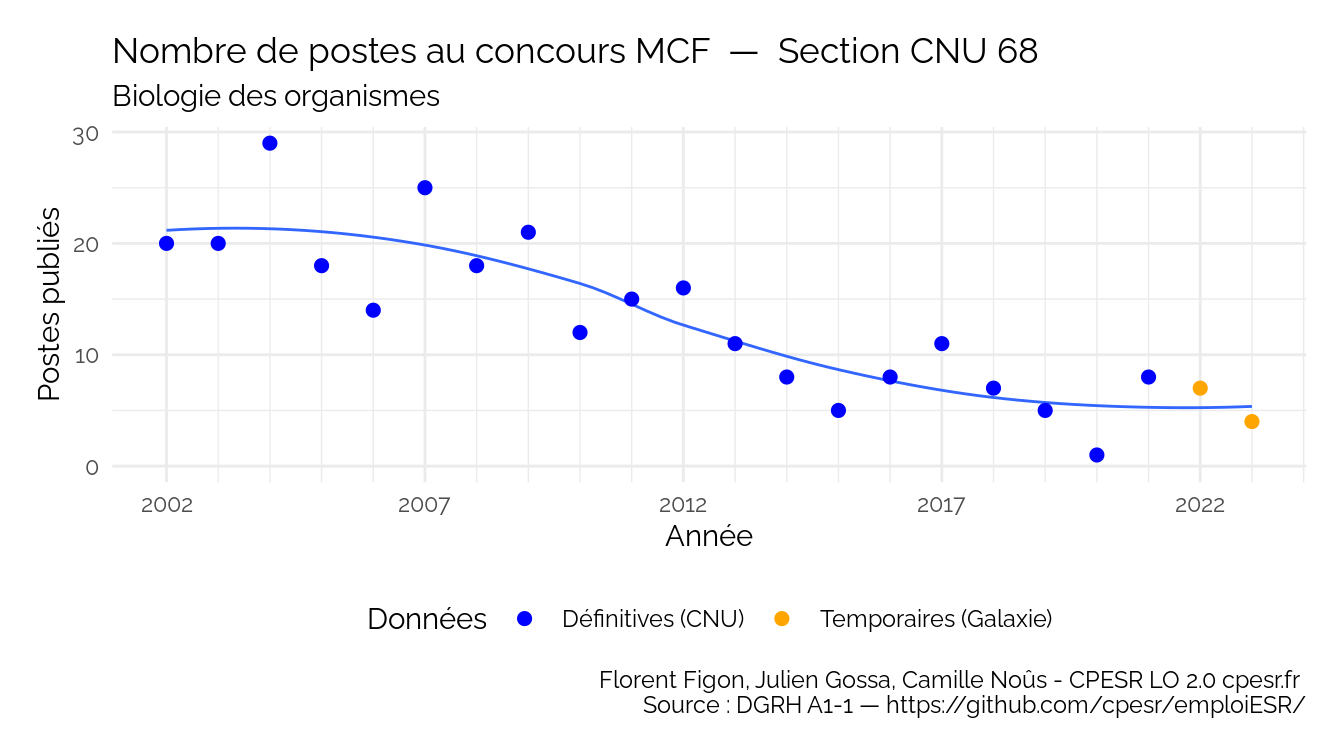 Nombre de postes au concours MCF — Section CNU 68
Biologie des organismes
Postes publiés
30
20
10
0
2002 2007 2012 2017 2022
Année
Données Définitives (CNU) Temporaires (Galaxie)
Florent Figon, Julien Gossa, Camille Noûs - CPESR LO 2.0 cpesr.fr
Source : DGRH A1-1 — https://github.com/cpesr/emploiESR/